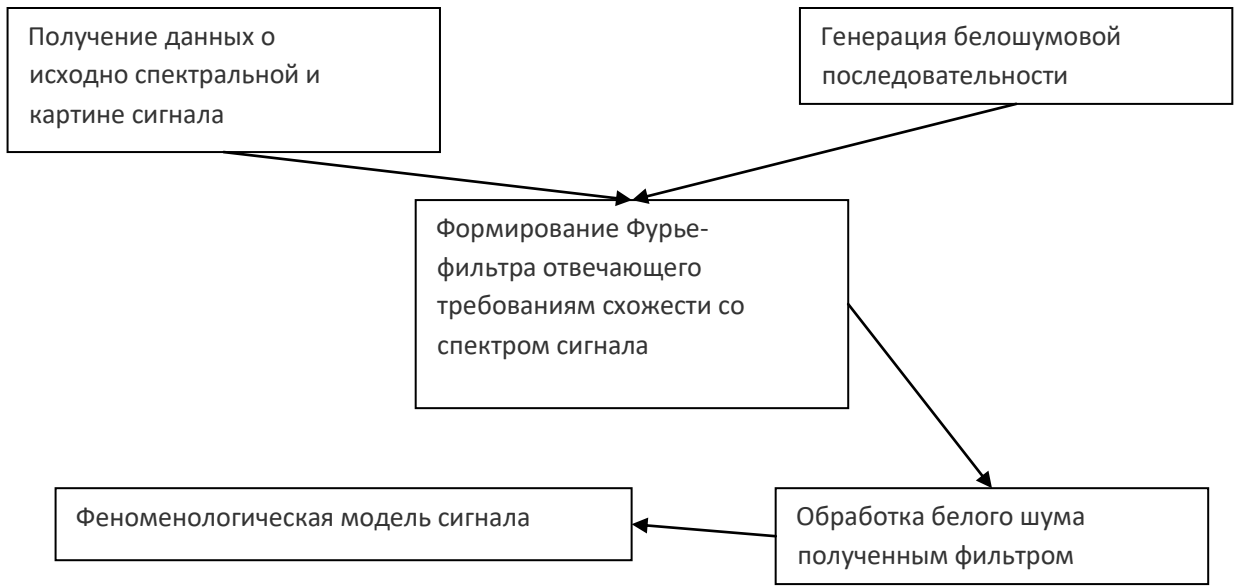 Получение данных о
исходно спектральной и
картине сигнала
Генерация белошумовой
последовательности
Формирование Фурье-
фильтра отвечающего
требованиям схожести со
спектром сигнала
Феноменологическая модель сигнала
Обработка белого шума
полученным фильтром